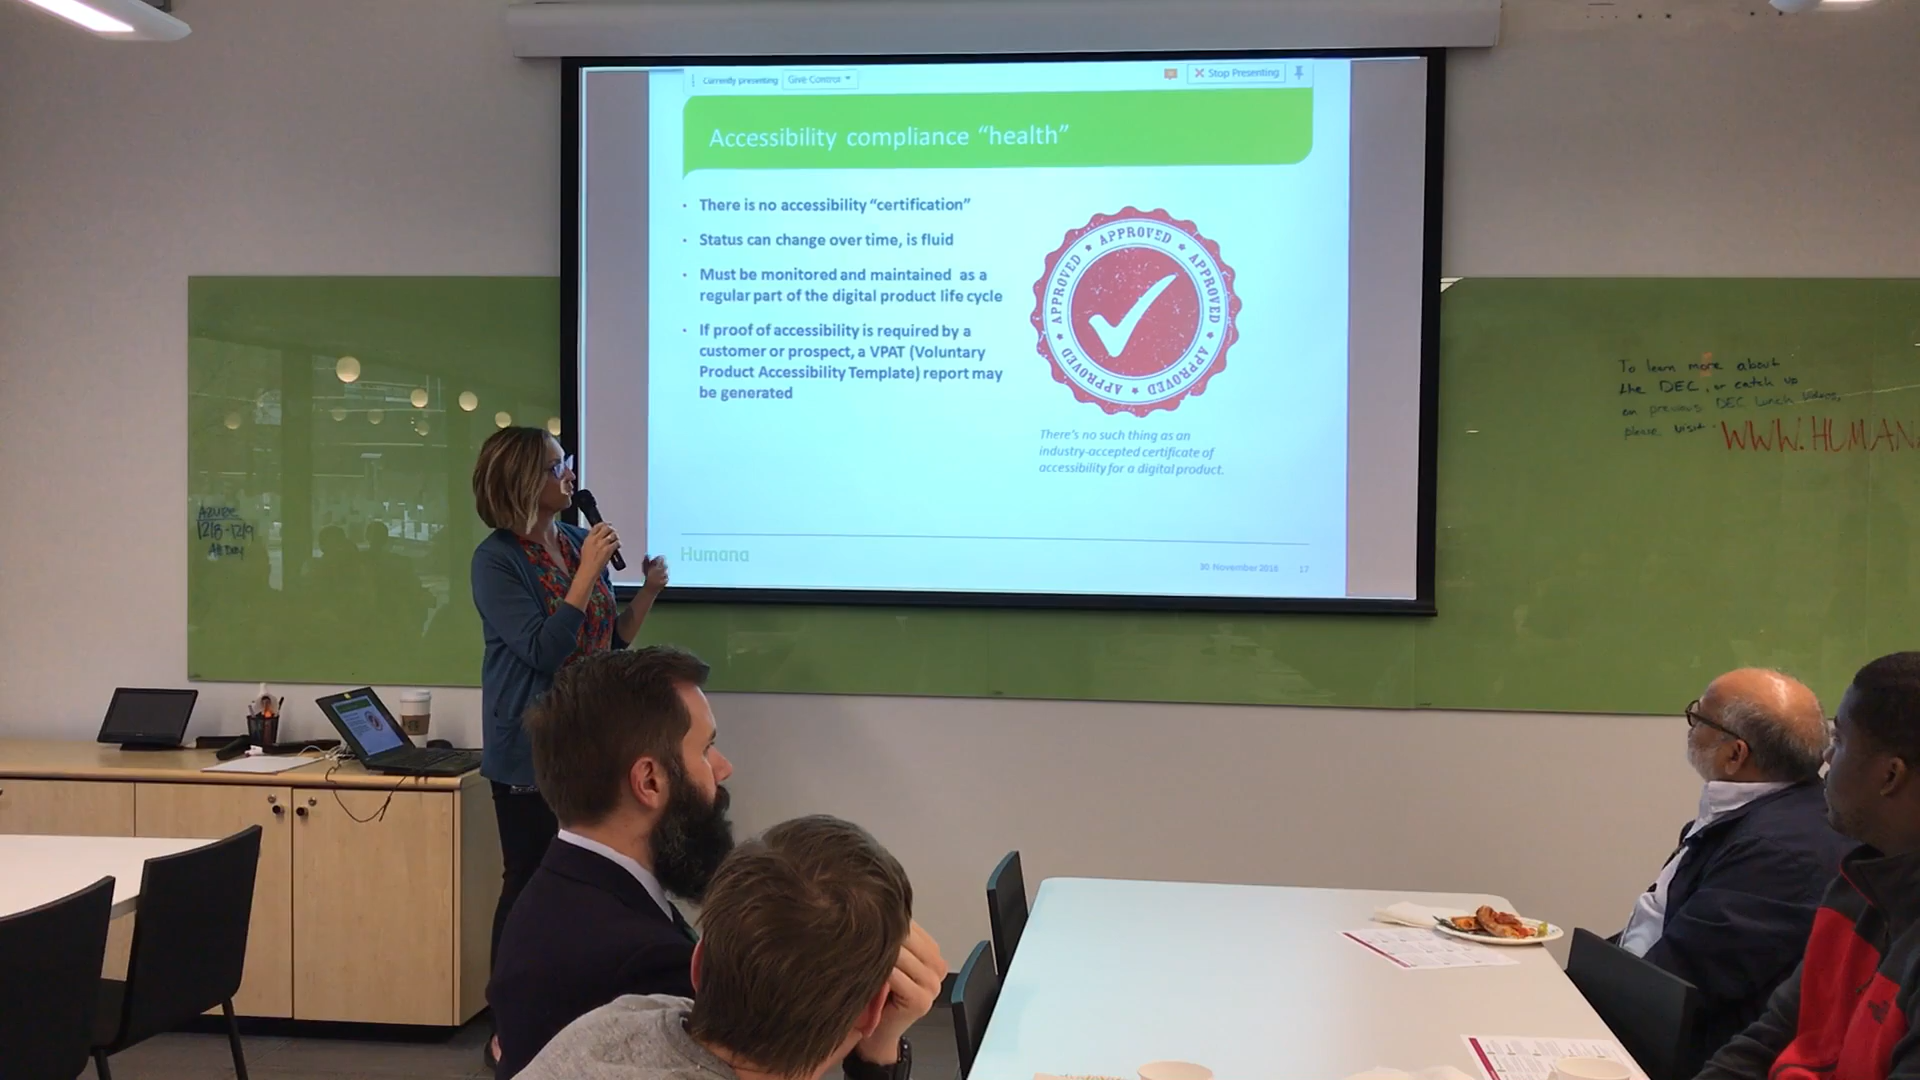 Currently presenting
Give Control
Stop Presenting
Accessibility compliance “health”
There is no accessibility “certification”
Status can change over time, is fluid
Must be monitored and maintained as a
regular part of the digital product life cycle
If proof of accessibility is required by a
customer or prospect, a VPAT (Voluntary
Product Accessibility Template) report may
be generated
APPROVED ★ APPROVED ★ APPROVED ★ APPROVED ★ APPROVED ★ APPROVED ★
There's no such thing as an
industry-accepted certificate of
accessibility for a digital product.
Humana
30 November 2018 17
To learn more about
the DEC, or catch up
on previous DEC Lunch Videos,
please visit:
WWW.HUMAN
AZURE
12/8-12/9
All Day